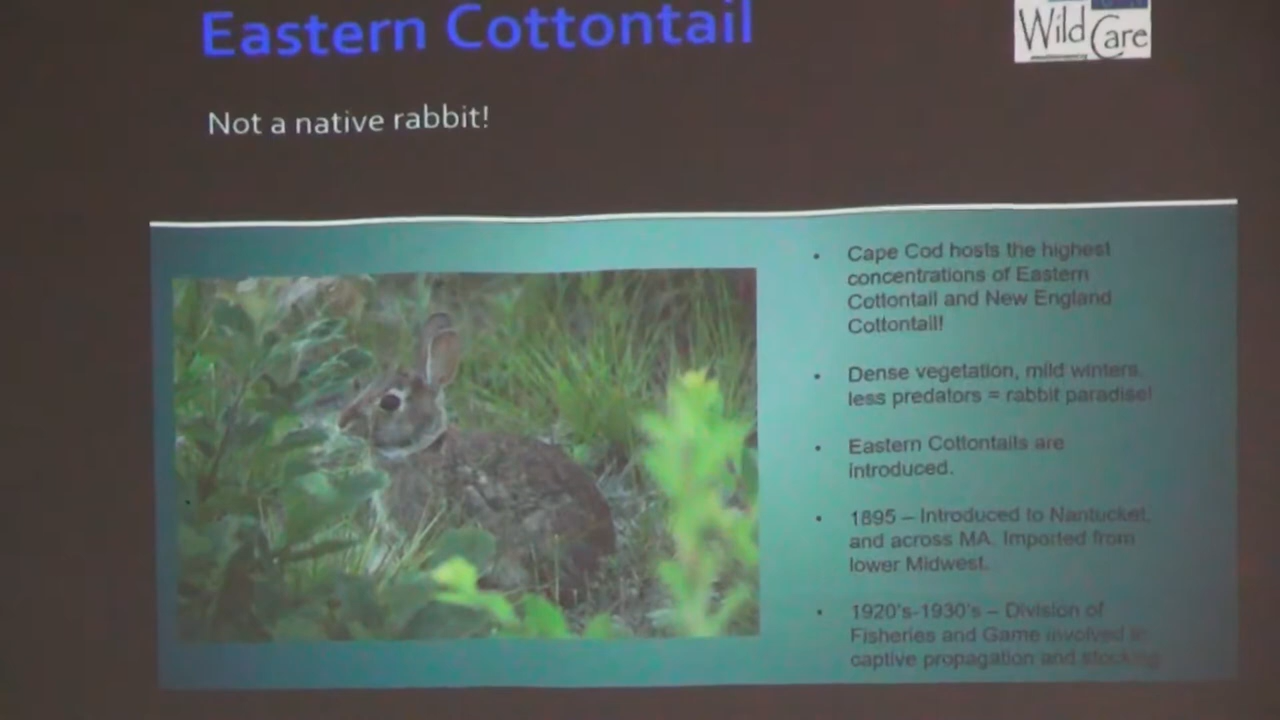 Eastern Cottontail
Wild Care
Not a native rabbit!
• Cape Cod hosts the highest
concentrations of Eastern
Cottontail and New England
Cottontail!
• Dense vegetation, mild winters,
less predators = rabbit paradise!
• Eastern Cottontails are
introduced.
• 1895 – Introduced to Nantucket,
and across MA. Imported from
lower Midwest.
• 1920's-1930's – Division of
Fisheries and Game involved in
captive propagation and stocking